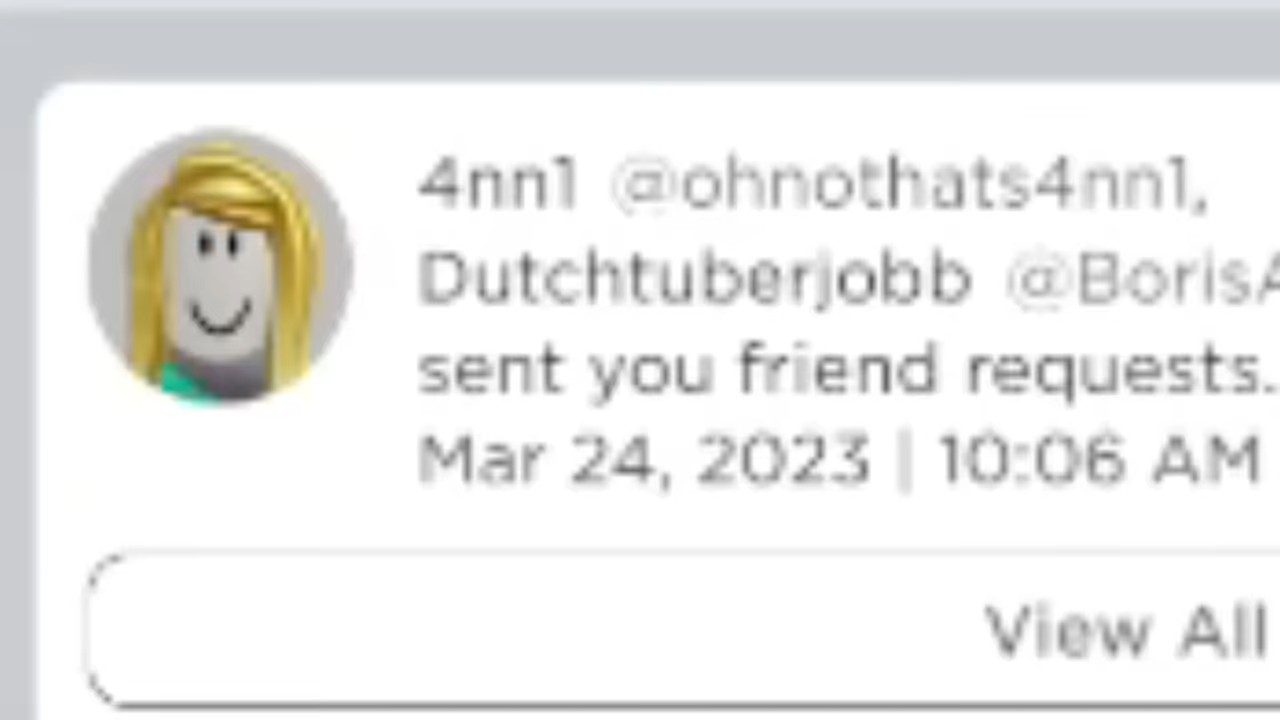 4nn1 @ohnothats4nn1,
Dutchtuberjobb @BorisA
sent you friend requests.
Mar 24, 2023 | 10:06 AM
View All